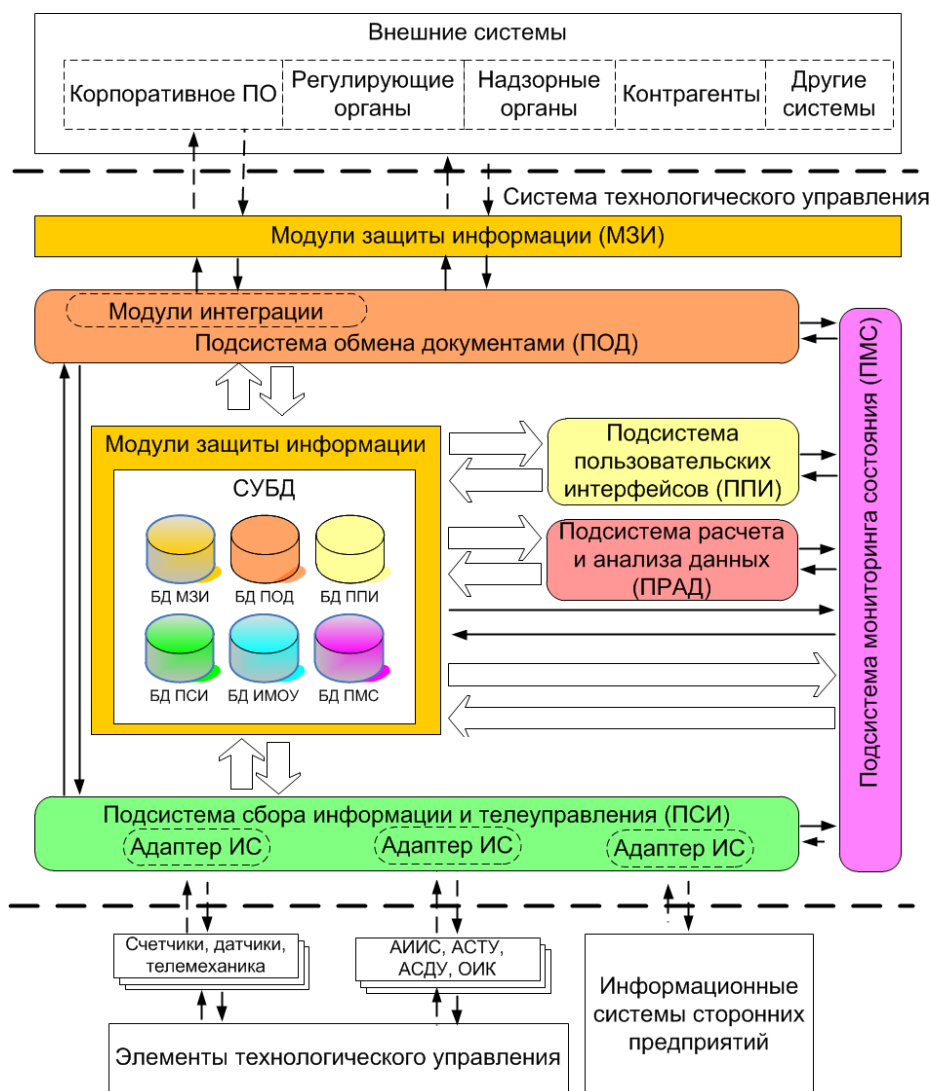 Внешние системы
Корпоративное ПО
Регулирующие
органы
Надзорные
органы
Контрагенты
Другие
системы
Система технологического управления
Модули защиты информации (МЗИ)
Модули интеграции
Подсистема обмена документами (ПОД)
Подсистема мониторинга состояния (ПМС)
Модули защиты информации
СУБД
БД МЗИ
БД ПОД
БД ППИ
БД ПСИ
БД ИМОУ
БД ПМС
Подсистема
пользовательских
интерфейсов (ППИ)
Подсистема расчета
и анализа данных
(ПРАД)
Подсистема сбора информации и телеуправления (ПСИ)
Адаптер ИС
Адаптер ИС
Адаптер ИС
Счетчики, датчики,
телемеханика
АИИС, АСТУ,
АСДУ, ОИК
Информационные
системы сторонних
предприятий
Элементы технологического управления